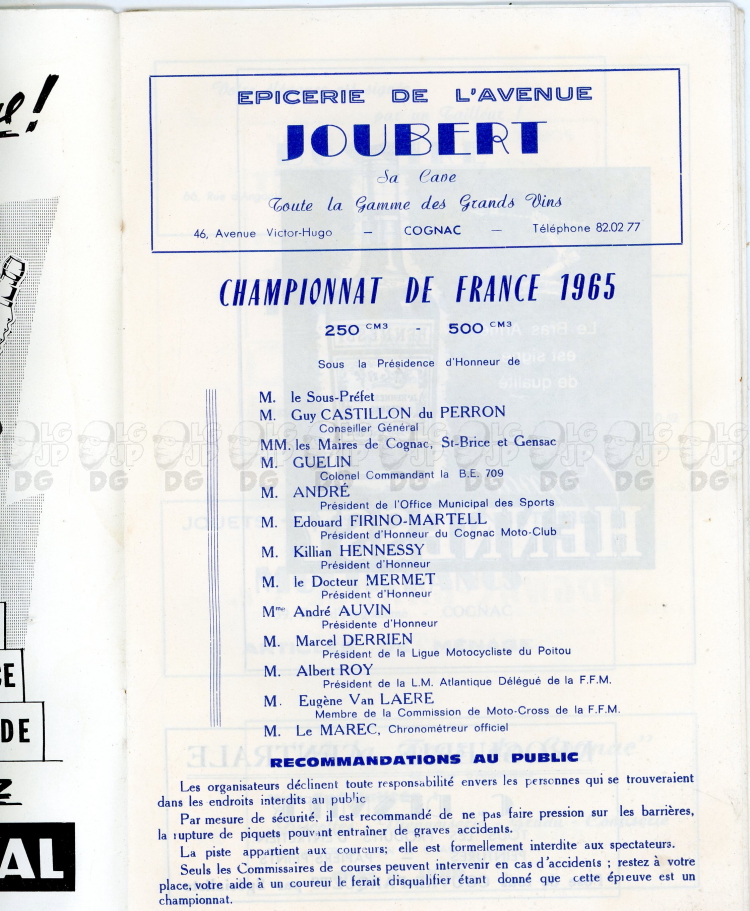 EPICERIE DE L'AVENUE
JOUBERT
Sa Cave
Toute la Gamme des Grands Vins
46, Avenue Victor-Hugo — COGNAC — Téléphone 82.02 77
CHAMPIONNAT DE FRANCE 1965
250 CM3 - 500 CM3
Sous la Présidence d'Honneur de
M. le Sous-Préfet
M. Guy CASTILLON du PERRON
Conseiller Général
MM. les Maires de Cognac, St-Brice et Gensac
M. GUELIN
Colonel Commandant la B.E. 709
M. ANDRÉ
Président de l'Office Municipal des Sports
M. Edouard FIRINO-MARTELL
Président d'Honneur du Cognac Moto-Club
M. Killian HENNESSY
Président d'Honneur
M. le Docteur MERMET
Président d'Honneur
Mme André AUVIN
Présidente d'Honneur
M. Marcel DERRIEN
Président de la Ligue Motocycliste du Poitou
M. Albert ROY
Président de la L.M. Atlantique Délégué de la F.F.M.
M. Eugène Van LAERE
Membre de la Commission de Moto-Cross de la F.F.M.
M. Le MAREC, Chronométreur officiel
RECOMMANDATIONS AU PUBLIC
Les organisateurs déclinent toute responsabilité envers les personnes qui se trouveraient
dans les endroits interdits au public
Par mesure de sécurité, il est recommandé de ne pas faire pression sur les barrières,
la rupture de piquets pouvant entraîner de graves accidents.
La piste appartient aux coureurs; elle est formellement interdite aux spectateurs.
Seuls les Commissaires de courses peuvent intervenir en cas d'accidents ; restez à votre
place, votre aide à un coureur le ferait disqualifier étant donné que cette épreuve est un
championnat.
DE
AL